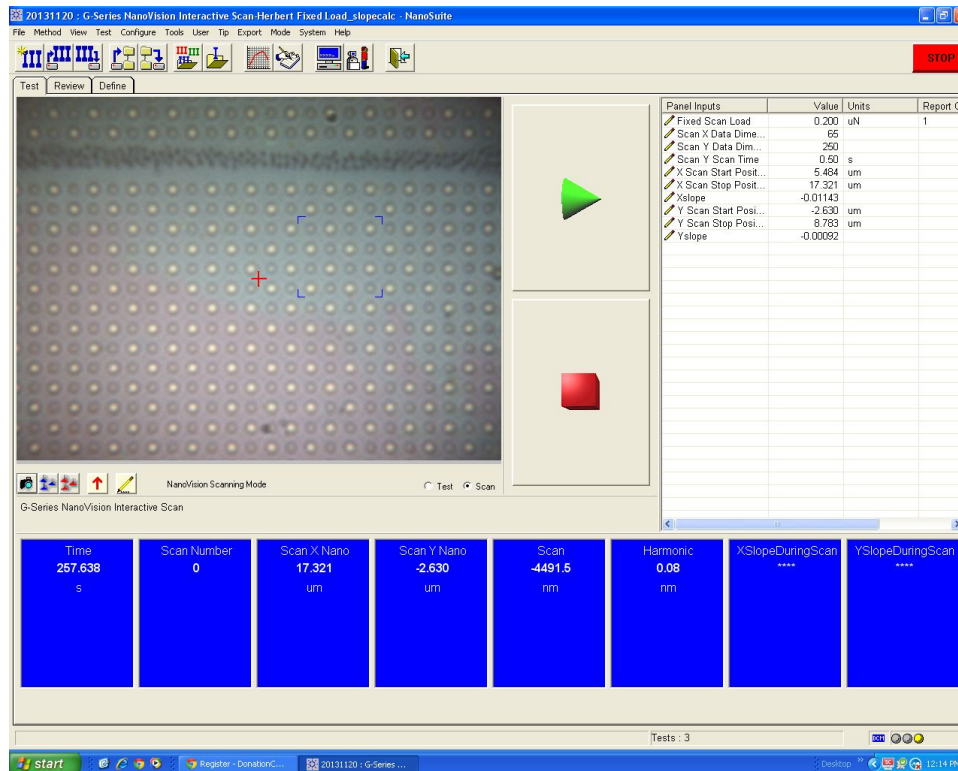 20131120 : G-Series NanoVision Interactive Scan-Herbert Fixed Load_slopecalc - NanoSuite
File Method View Test Configure Tools User Tip Export Mode System Help
STOP
Test Review Define
Panel Inputs Value Units Report C
Fixed Scan Load 0.200 uN 1
Scan X Data Dime... 65
Scan Y Data Dim... 250
Scan Y Scan Time 0.50 s
X Scan Start Posit... 5.484 um
X Scan Stop Posit... 17.321 um
Xslope -0.01143
Y Scan Start Posi... -2.630 um
Y Scan Stop Posi... 8.783 um
Yslope -0.00092
NanoVision Scanning Mode Test Scan
G-Series NanoVision Interactive Scan
Time Scan Number Scan X Nano Scan Y Nano Scan Harmonic XSlopeDuringScan YSlopeDuringScan
257.638 0 17.321 -2.630 -4491.5 0.08 **** ****
s um um nm nm
Tests : 3
DCM
start Register - DonationC... 20131120 : G-Series ... Desktop » 12:14 PM